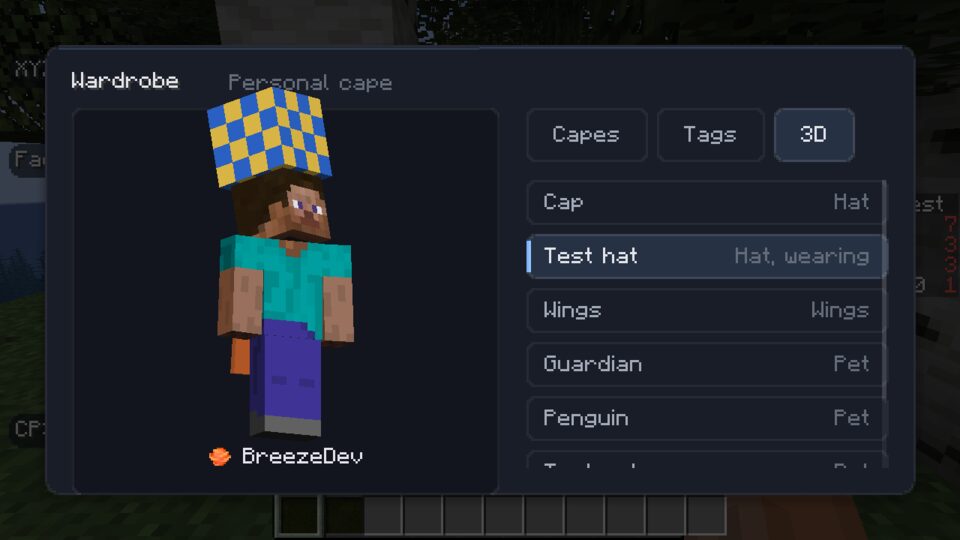 Wardrobe
Personal cape
Capes
Tags
3D
Cap
Hat
Test hat
Hat, wearing
Wings
Wings
Guardian
Pet
Penguin
Pet
BreezeDev
XYZ